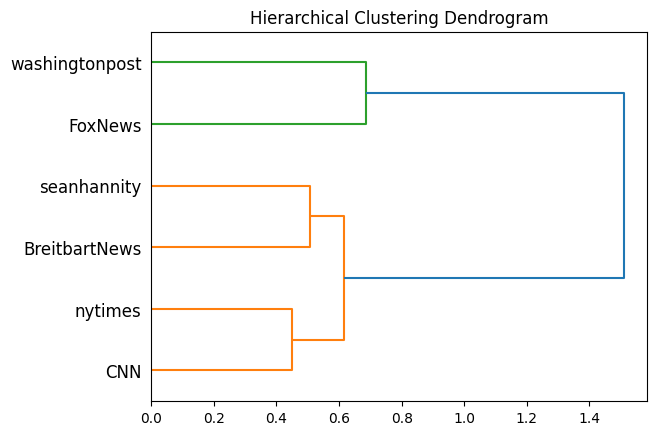 Hierarchical Clustering Dendrogram
washingtonpost
FoxNews
seanhannity
BreitbartNews
nytimes
CNN
0.0 0.2 0.4 0.6 0.8 1.0 1.2 1.4